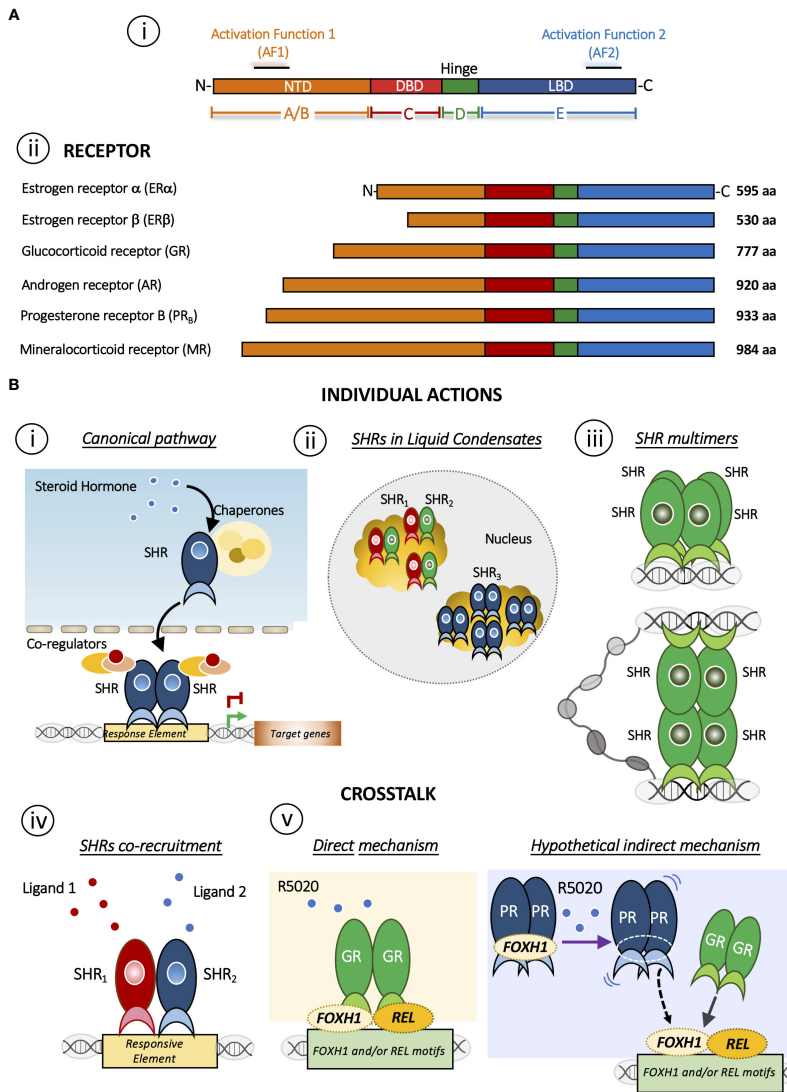 A
i
Activation Function 1
(AF1)
Activation Function 2
(AF2)
Hinge
N- NTD DBD LBD -C
A/B C D E
ii RECEPTOR
Estrogen receptor α (ERα) N- -C 595 aa
Estrogen receptor β (ERβ) 530 aa
Glucocorticoid receptor (GR) 777 aa
Androgen receptor (AR) 920 aa
Progesterone receptor B (PRB) 933 aa
Mineralocorticoid receptor (MR) 984 aa
B
INDIVIDUAL ACTIONS
i Canonical pathway
Steroid Hormone
Chaperones
SHR
Co-regulators
SHR SHR
Response Element
Target genes
ii SHRs in Liquid Condensates
SHR1 SHR2
Nucleus
SHR3
iii SHR multimers
SHR SHR
SHR SHR
SHR SHR
SHR SHR
CROSSTALK
iv SHRs co-recruitment
Ligand 1
Ligand 2
SHR1 SHR2
Responsive
Element
v Direct mechanism
R5020
GR GR
FOXH1 REL
FOXH1 and/or REL motifs
Hypothetical indirect mechanism
R5020
PR PR PR PR
FOXH1
GR GR
FOXH1 REL
FOXH1 and/or REL motifs